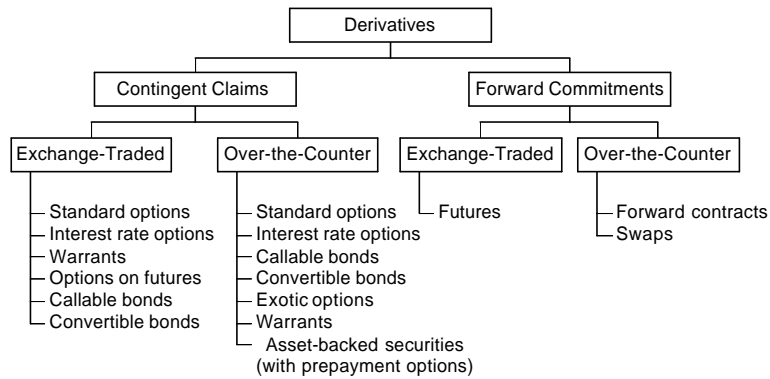 Derivatives
Contingent Claims
Forward Commitments
Exchange-Traded
Over-the-Counter
Exchange-Traded
Over-the-Counter
Standard options
Interest rate options
Warrants
Options on futures
Callable bonds
Convertible bonds
Standard options
Interest rate options
Callable bonds
Convertible bonds
Exotic options
Warrants
Asset-backed securities
(with prepayment options)
Futures
Forward contracts
Swaps